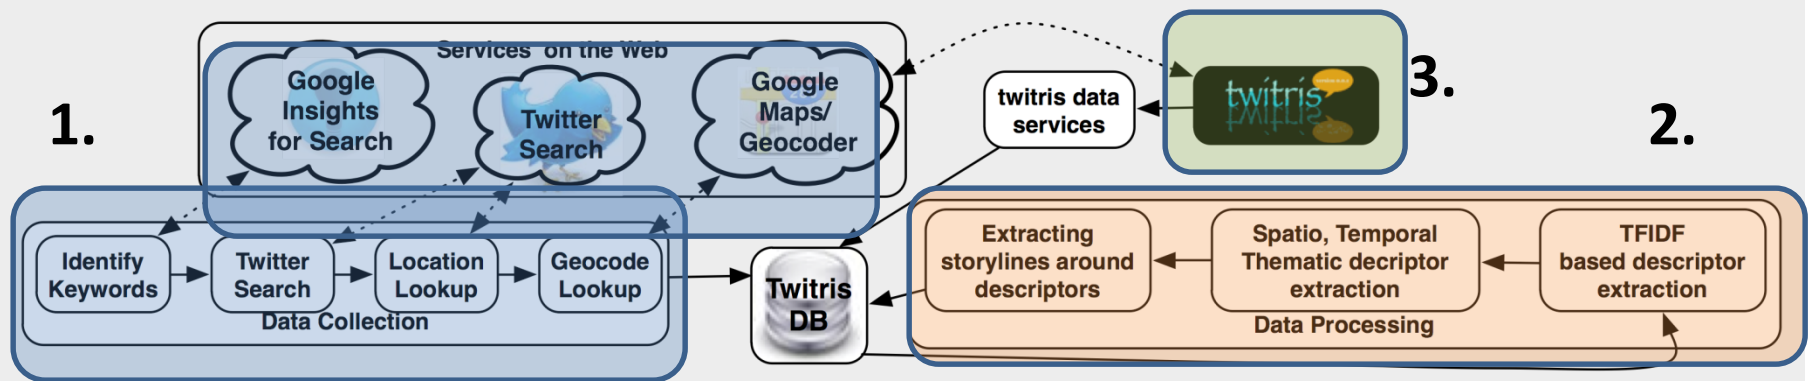 1.
Services on the Web
Google
Insights
for Search
Twitter
Search
Google
Maps/
Geocoder
twitris data
services
twitris
3.
2.
Identify
Keywords
Twitter
Search
Location
Lookup
Geocode
Lookup
Data Collection
Twitris
DB
Extracting
storylines around
descriptors
Spatio, Temporal
Thematic decriptor
extraction
TFIDF
based descriptor
extraction
Data Processing